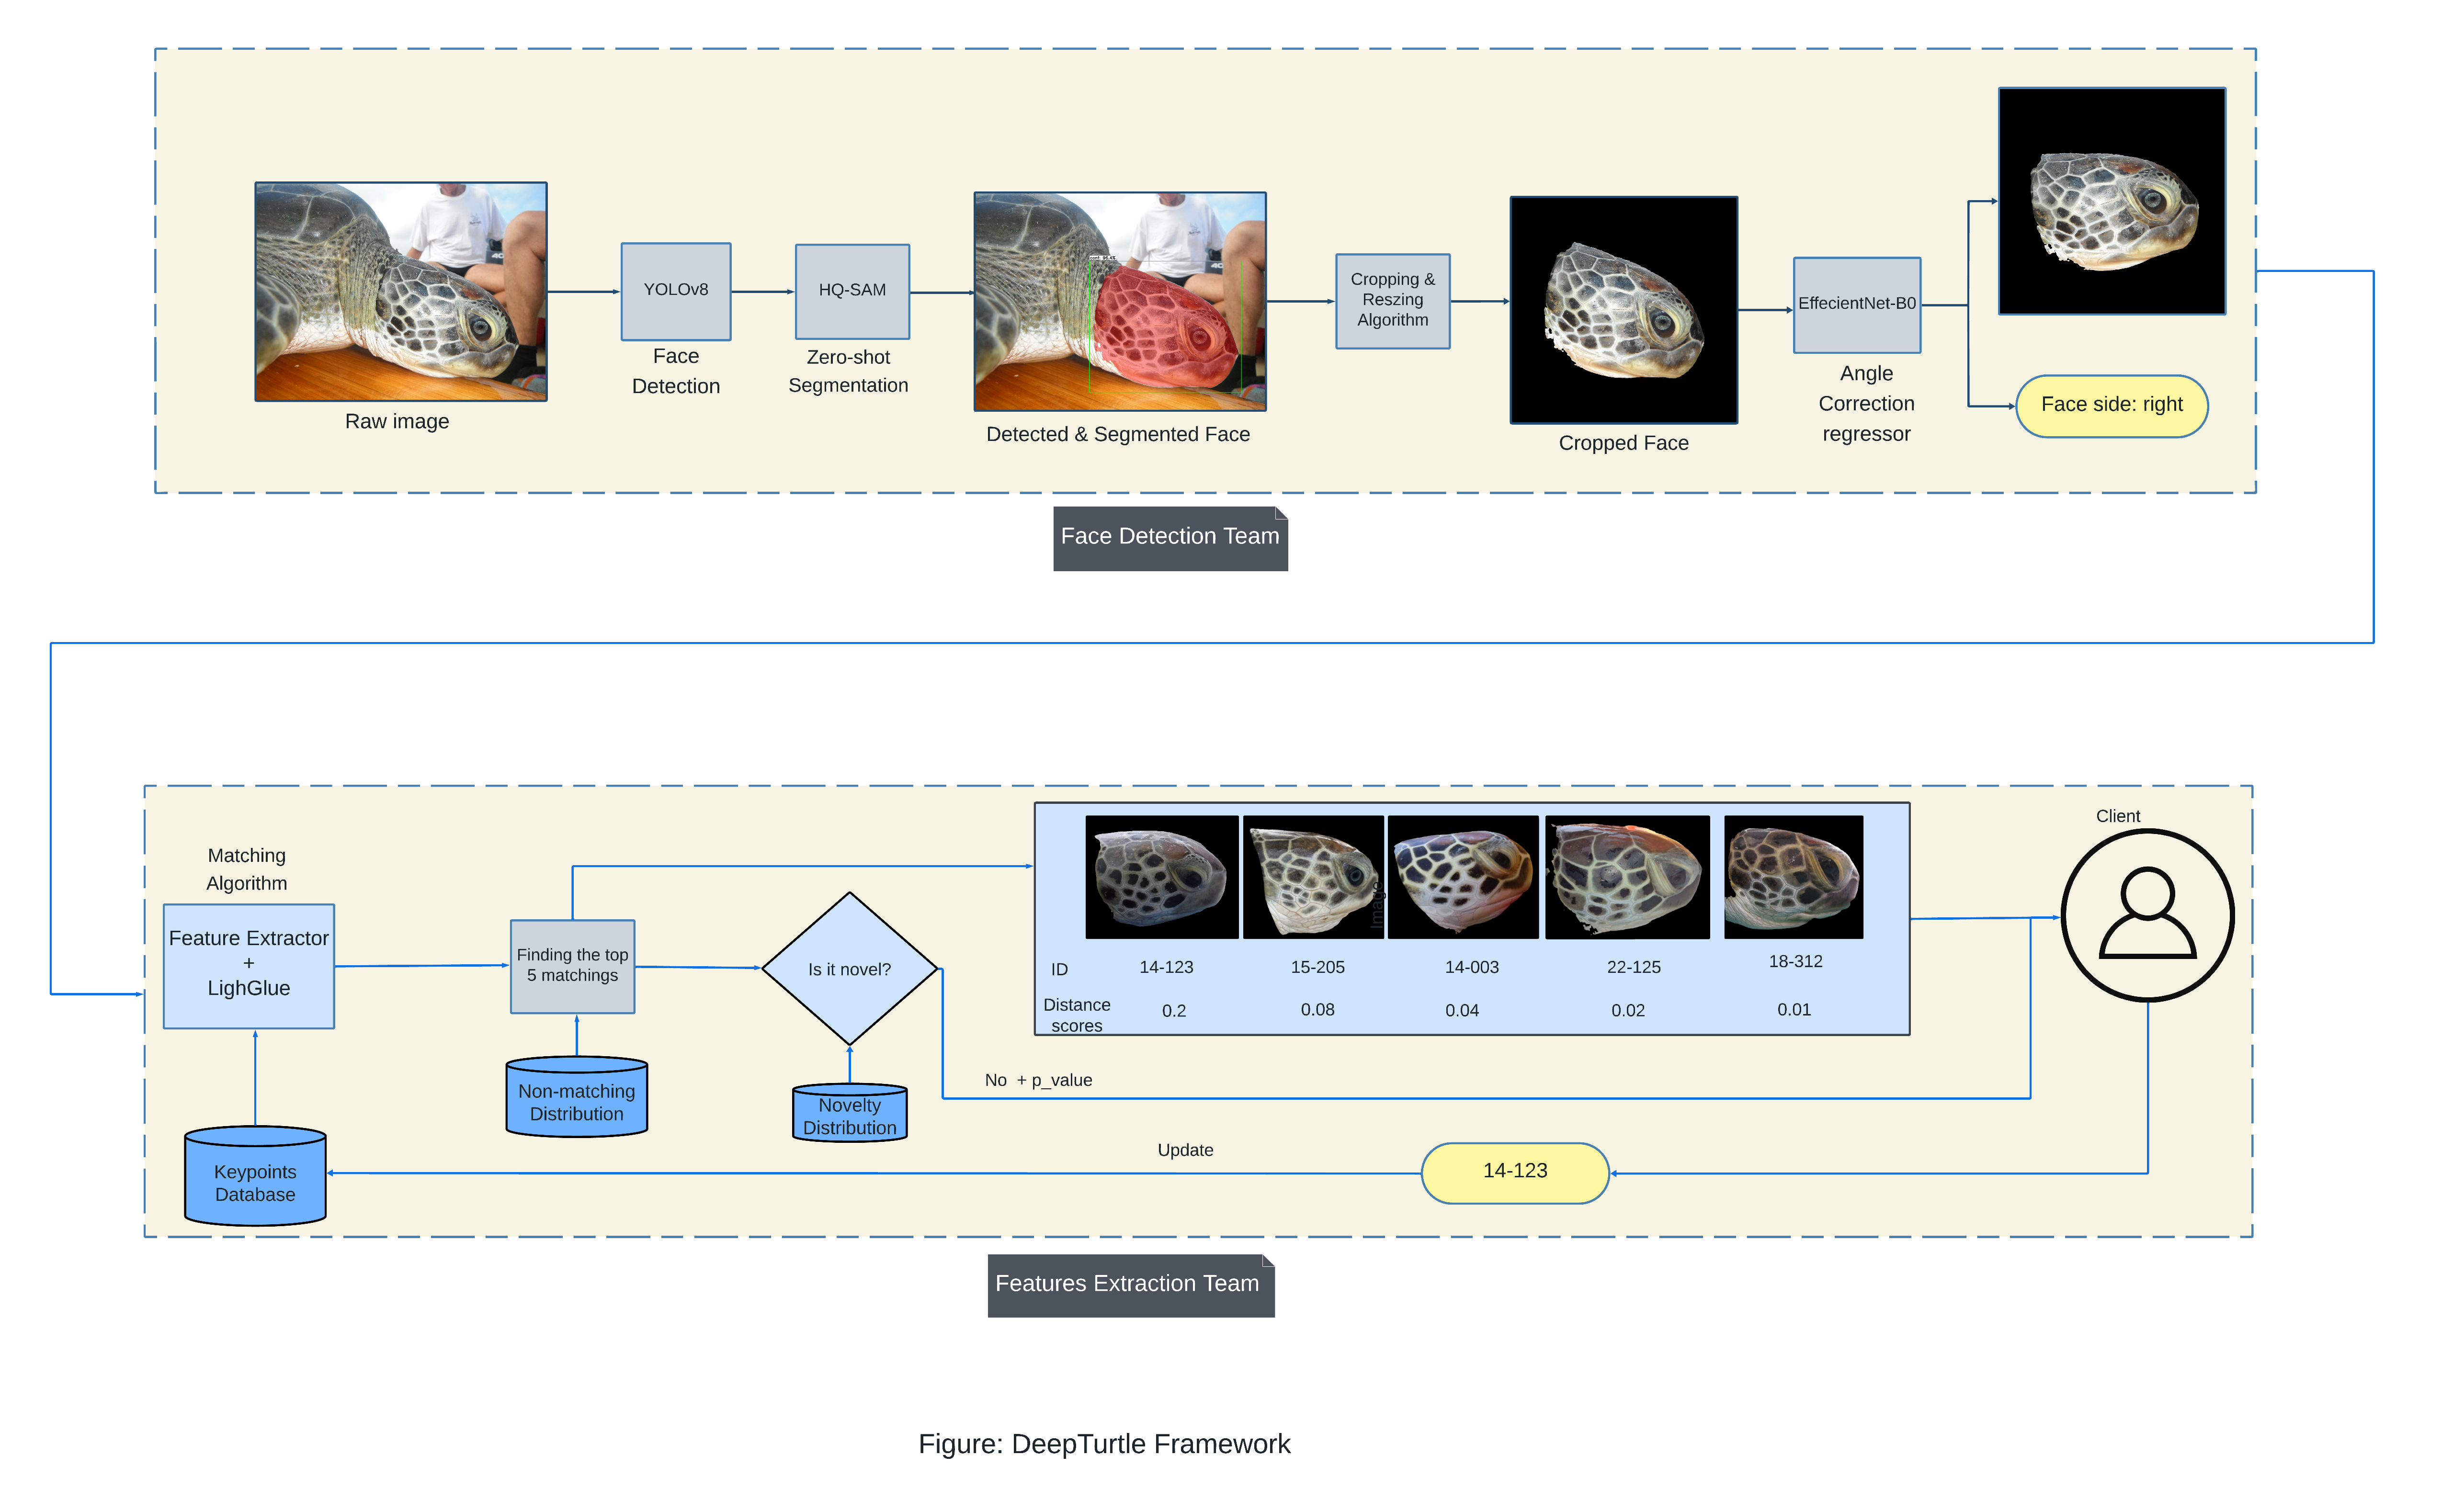 Raw image
YOLOv8
Face
Detection
HQ-SAM
Zero-shot
Segmentation
Detected & Segmented Face
Cropping &
Reszing
Algorithm
Cropped Face
EffecientNet-B0
Angle
Correction
regressor
Face side: right
Face Detection Team
Matching
Algorithm
Feature Extractor
+
LighGlue
Keypoints
Database
Finding the top
5 matchings
Non-matching
Distribution
Is it novel?
Novelty
Distribution
Image
ID
14-123
15-205
14-003
22-125
18-312
Distance
scores
0.2
0.08
0.04
0.02
0.01
Client
No + p_value
Update
14-123
Features Extraction Team
Figure: DeepTurtle Framework